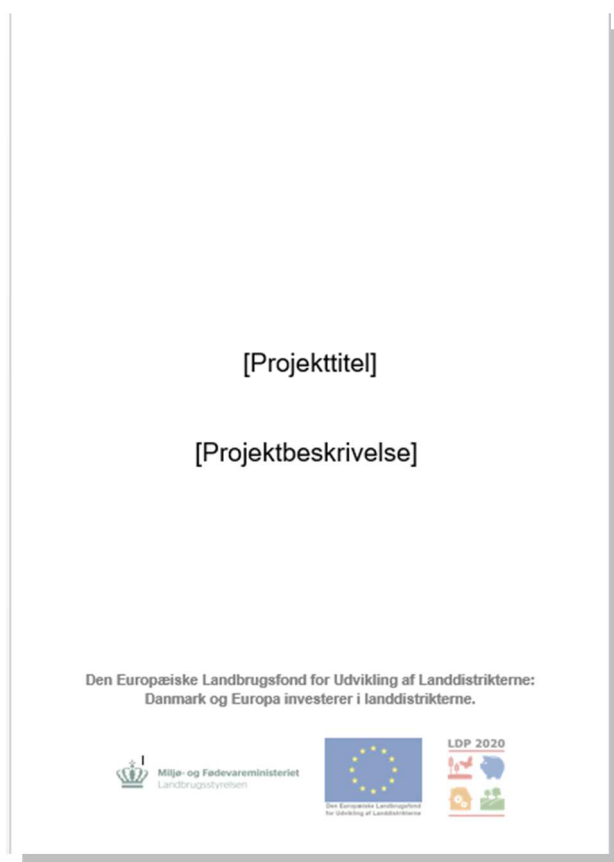 [Projekttitel]
[Projektbeskrivelse]
Den Europæiske Landbrugsfond for Udvikling af Landdistrikterne:
Danmark og Europa investerer i landdistrikterne.
Miljø- og Fødevareministeriet
Landbrugsstyrelsen
Den Europæiske Landbrugsfond
for Udvikling af Landdistrikterne
LDP 2020